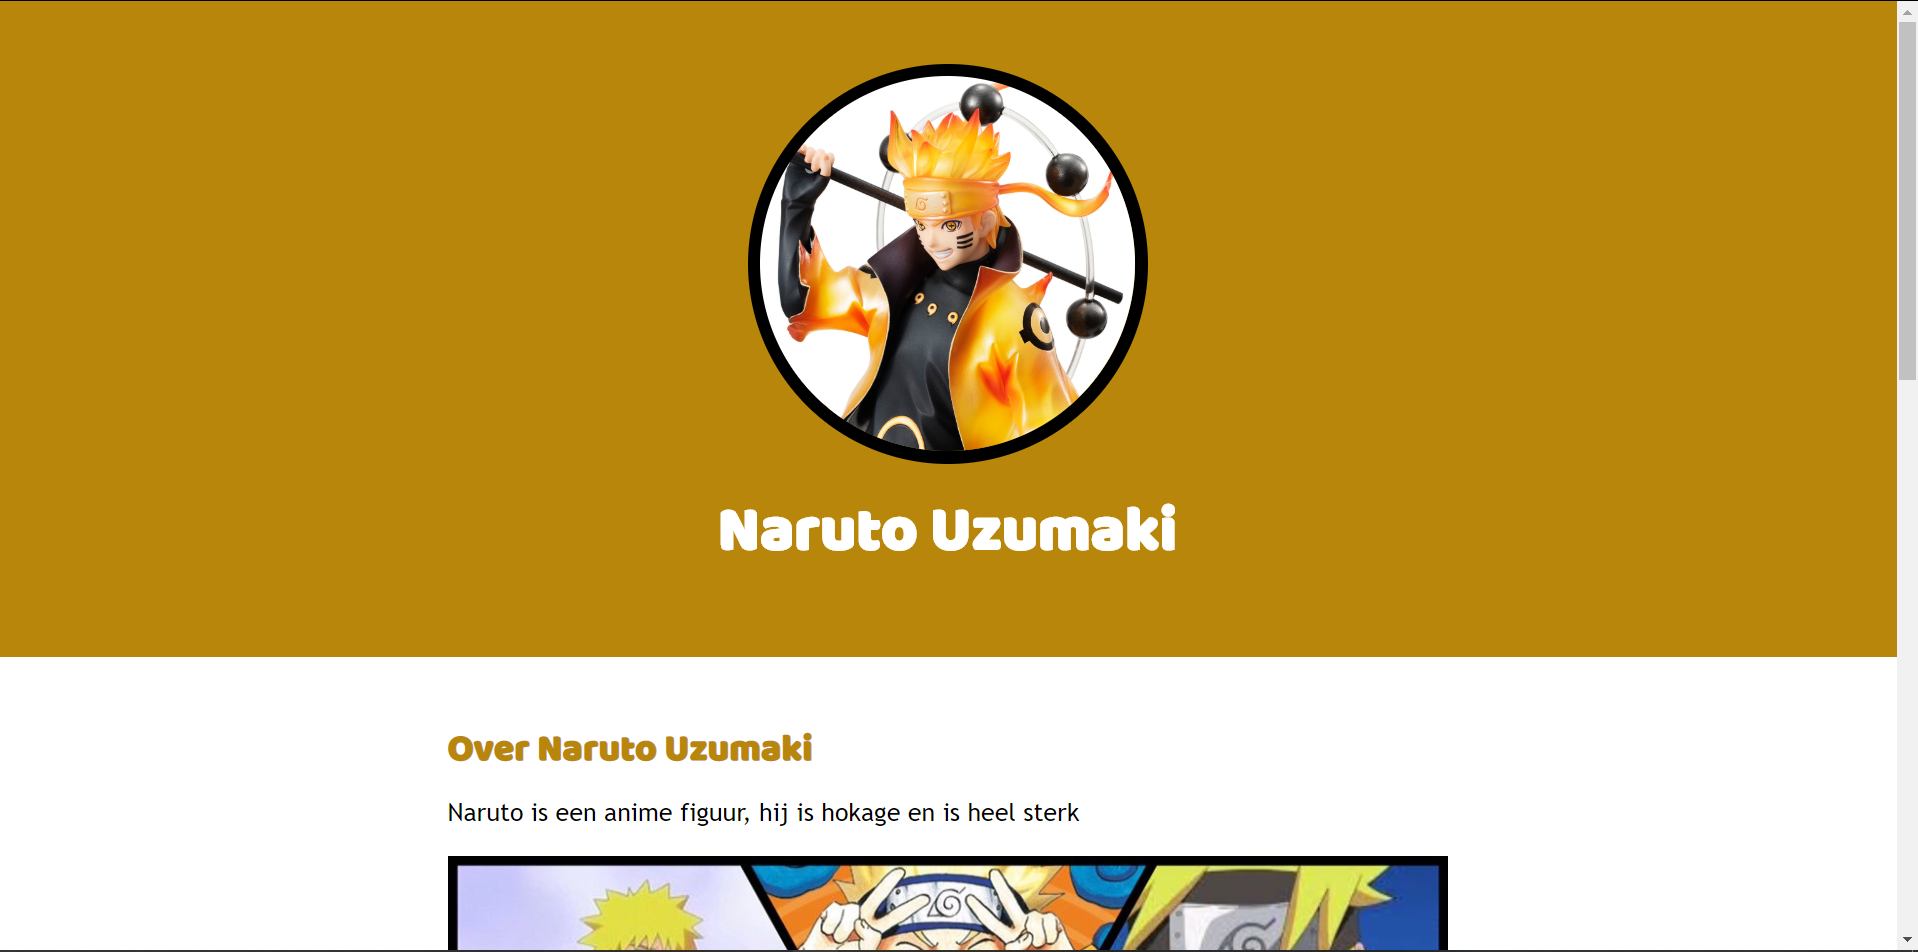 Naruto Uzumaki
Over Naruto Uzumaki
Naruto is een anime figuur, hij is hokage en is heel sterk